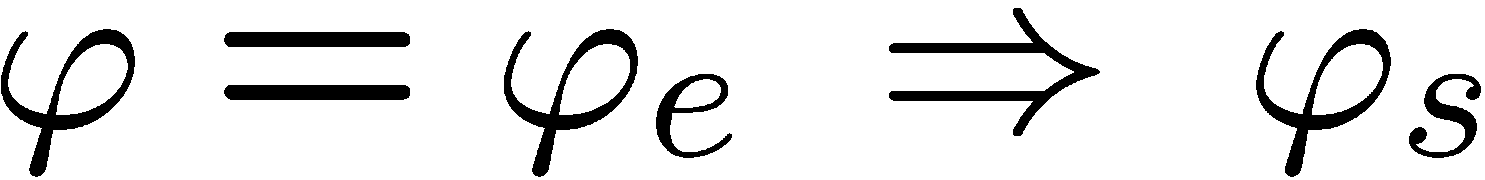 φ = φₑ ⇒ φₛ